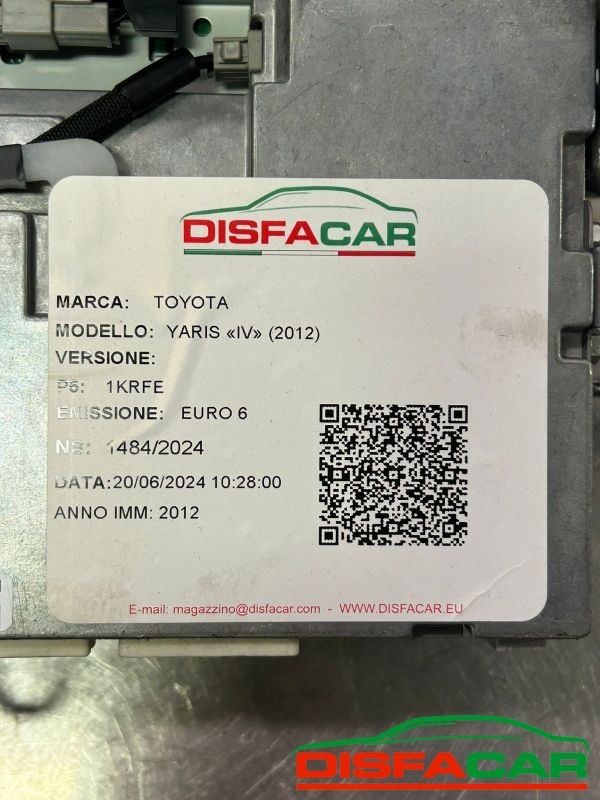 DISFACAR
MARCA: TOYOTA
MODELLO: YARIS «IV» (2012)
VERSIONE:
P5: 1KRFE
EMISSIONE: EURO 6
NS: 1484/2024
DATA:20/06/2024 10:28:00
ANNO IMM: 2012
E-mail: magazzino@disfacar.com - WWW.DISFACAR.EU
DISFACAR